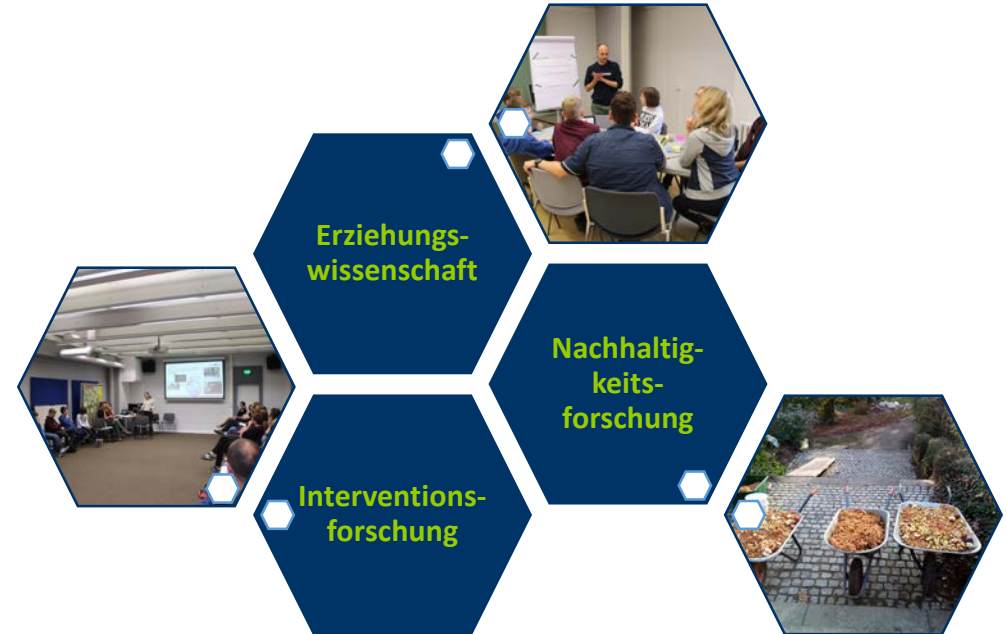 Erziehungs-
wissenschaft
Nachhaltig-
keits-
forschung
Interventions-
forschung